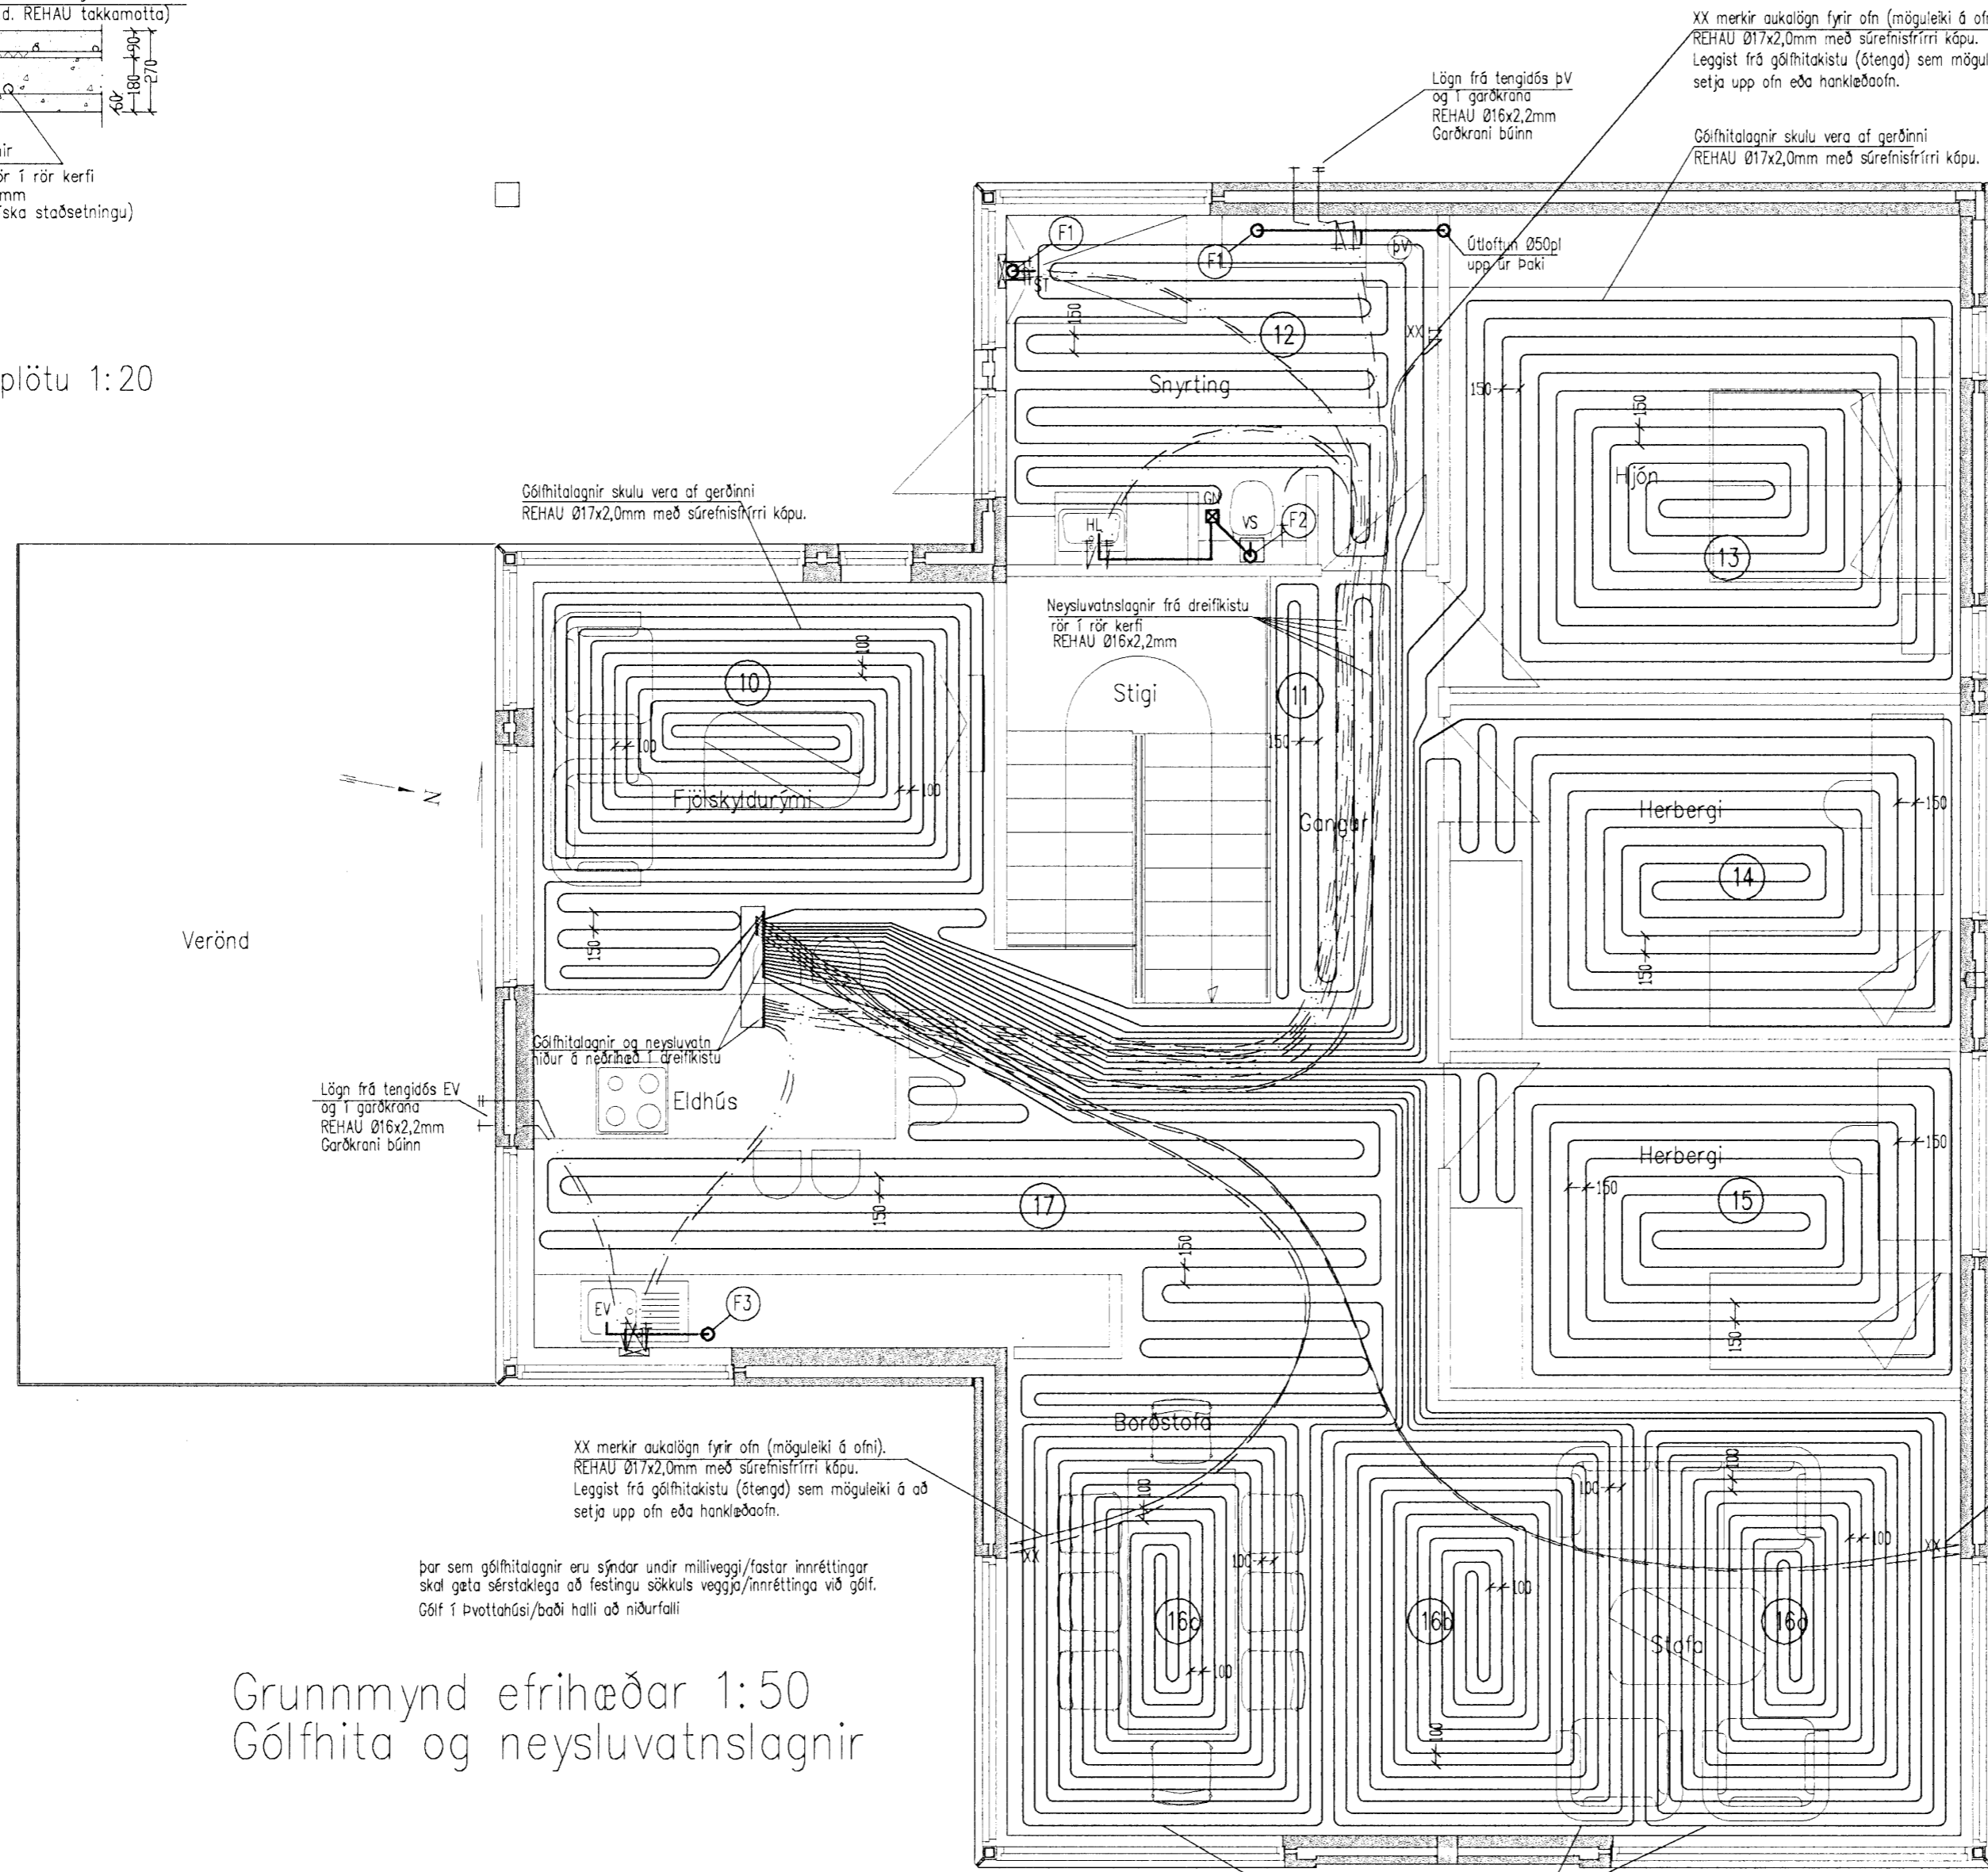 d. REHAU takkamotta)
90
180
270
60
ör í rör kerfi
mm
ska staðsetningu)
plötu 1:20
XX merkir aukalögn fyrir ofn (möguleiki á
REHAU Ø17x2,0mm með súrefnisfrírri kápu.
Leggist frá gólfhitakistu (ótengd) sem
setja upp ofn eða hanklæðaofn.
Lögn frá tengidós ÞV
og í garðkrana
REHAU Ø16x2,2mm
Garðkrani búinn
Gólfhitalagnir skulu vera af gerðinni
REHAU Ø17x2,0mm með súrefnisfrírri kápu.
F1
F1
ÞV
Útloftun Ø50pl
upp úr þaki
ST
150
12
XX
Snyrting
150
150
Hjón
13
Gólfhitalagnir skulu vera af gerðinni
REHAU Ø17x2,0mm með súrefnisfrírri kápu.
HL
GN
VS
F2
Neysluvatnslagnir frá dreifikistu
rör í rör kerfi
REHAU Ø16x2,2mm
10
100
100
100
Fjölskyldurými
Stigi
11
150
Gangur
N
Herbergi
150
14
150
Verönd
150
Gólfhitalagnir og neysluvatn
niður á neðrihæð í dreifikistu
Eldhús
Lögn frá tengidós EV
og í garðkrana
REHAU Ø16x2,2mm
Garðkrani búinn
Herbergi
150
150
15
150
17
150
150
EV
F3
Borðstofa
XX merkir aukalögn fyrir ofn (möguleiki á ofni).
REHAU Ø17x2,0mm með súrefnisfrírri kápu.
Leggist frá gólfhitakistu (ótengd) sem möguleiki á að
setja upp ofn eða hanklæðaofn.
XX
100
100
100
100
100
100
100
XX
16c
16b
Stofa
16a
100
Þar sem gólfhitalagnir eru sýndar undir milliveggi/fastar innréttingar
skal gæta sérstaklega að festingu sökkuls veggja/innréttinga við gólf.
Gólf í Þvottahúsi/baði halli að niðurfalli
Grunnmynd efrihæðar 1:50
Gólfhita og neysluvatnslagnir